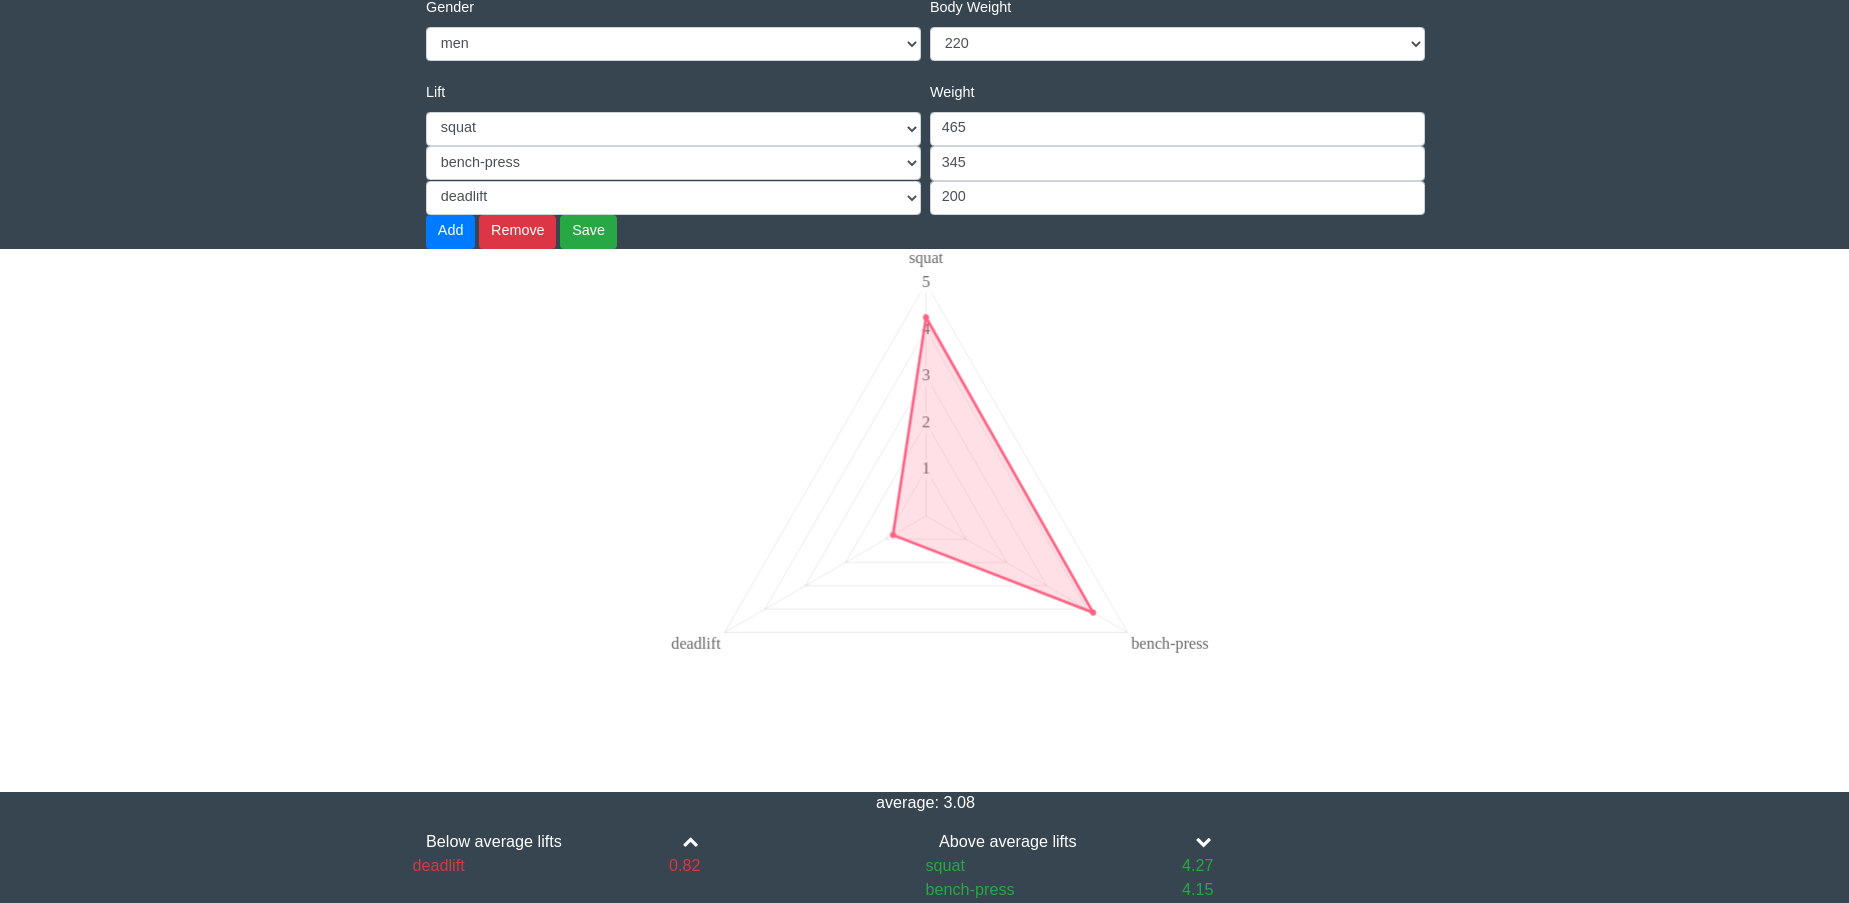 Gender Body Weight
men 220
Lift Weight
squat 465
bench-press 345
deadlift 200
Add Remove Save
squat
5
4
3
2
1
deadlift bench-press
average: 3.08
Below average lifts Above average lifts
deadlift 0.82 squat 4.27
bench-press 4.15